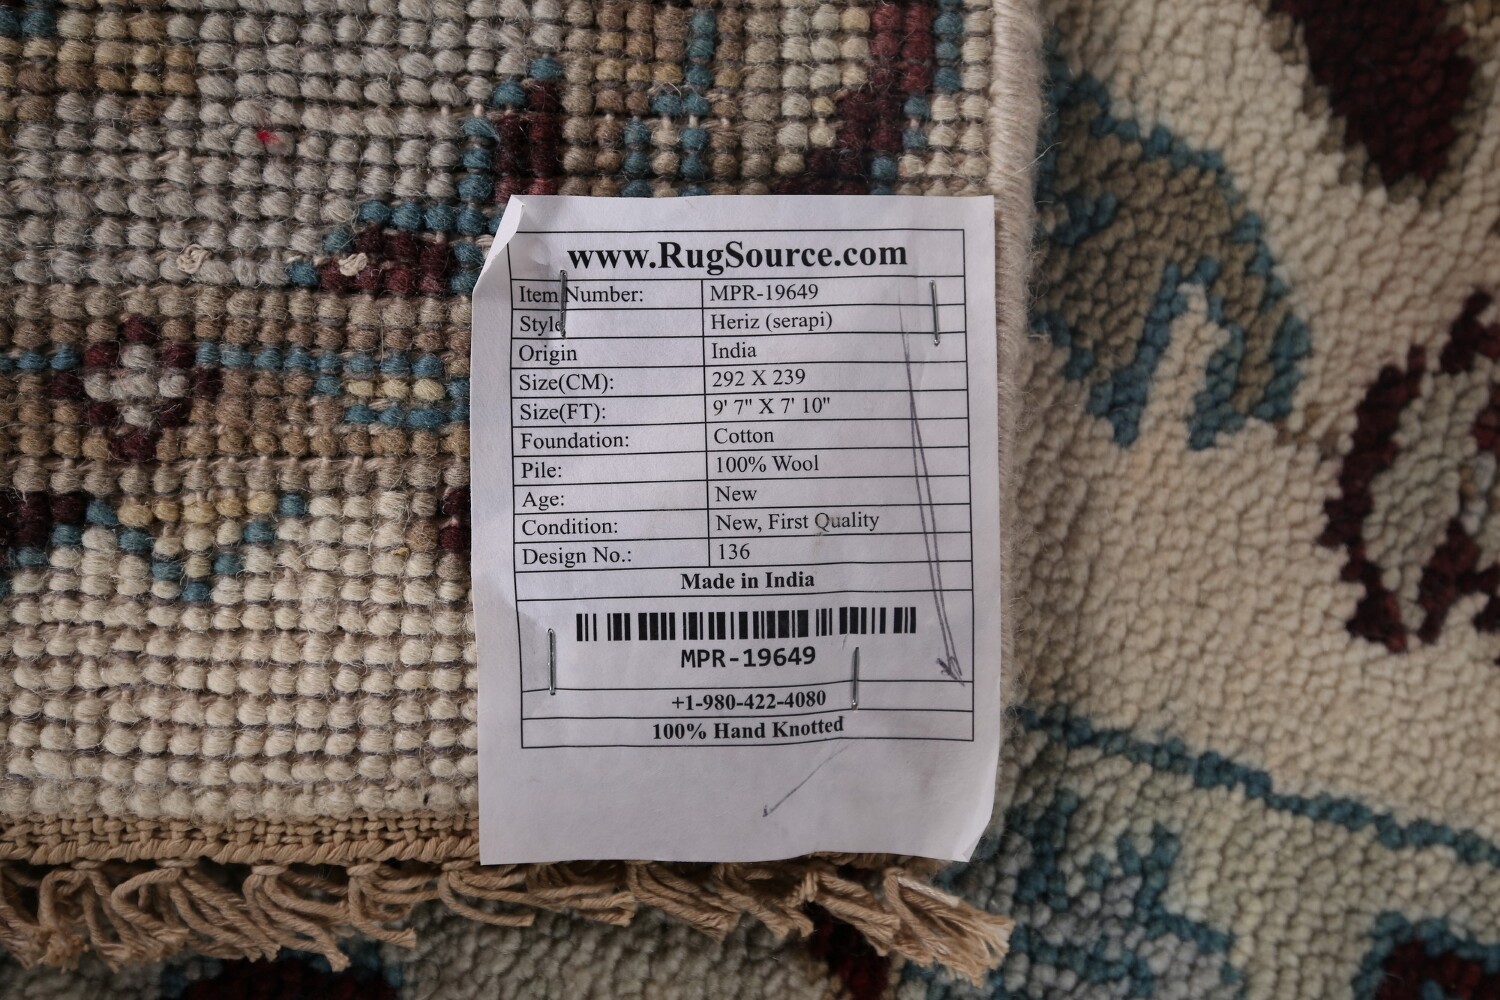 www.RugSource.com
Item Number: MPR-19649
Style Heriz (serapi)
Origin India
Size(CM): 292 X 239
Size(FT): 9' 7" X 7' 10"
Foundation: Cotton
Pile: 100% Wool
Age: New
Condition: New, First Quality
Design No.: 136
Made in India
MPR-19649
+1-980-422-4080
100% Hand Knotted